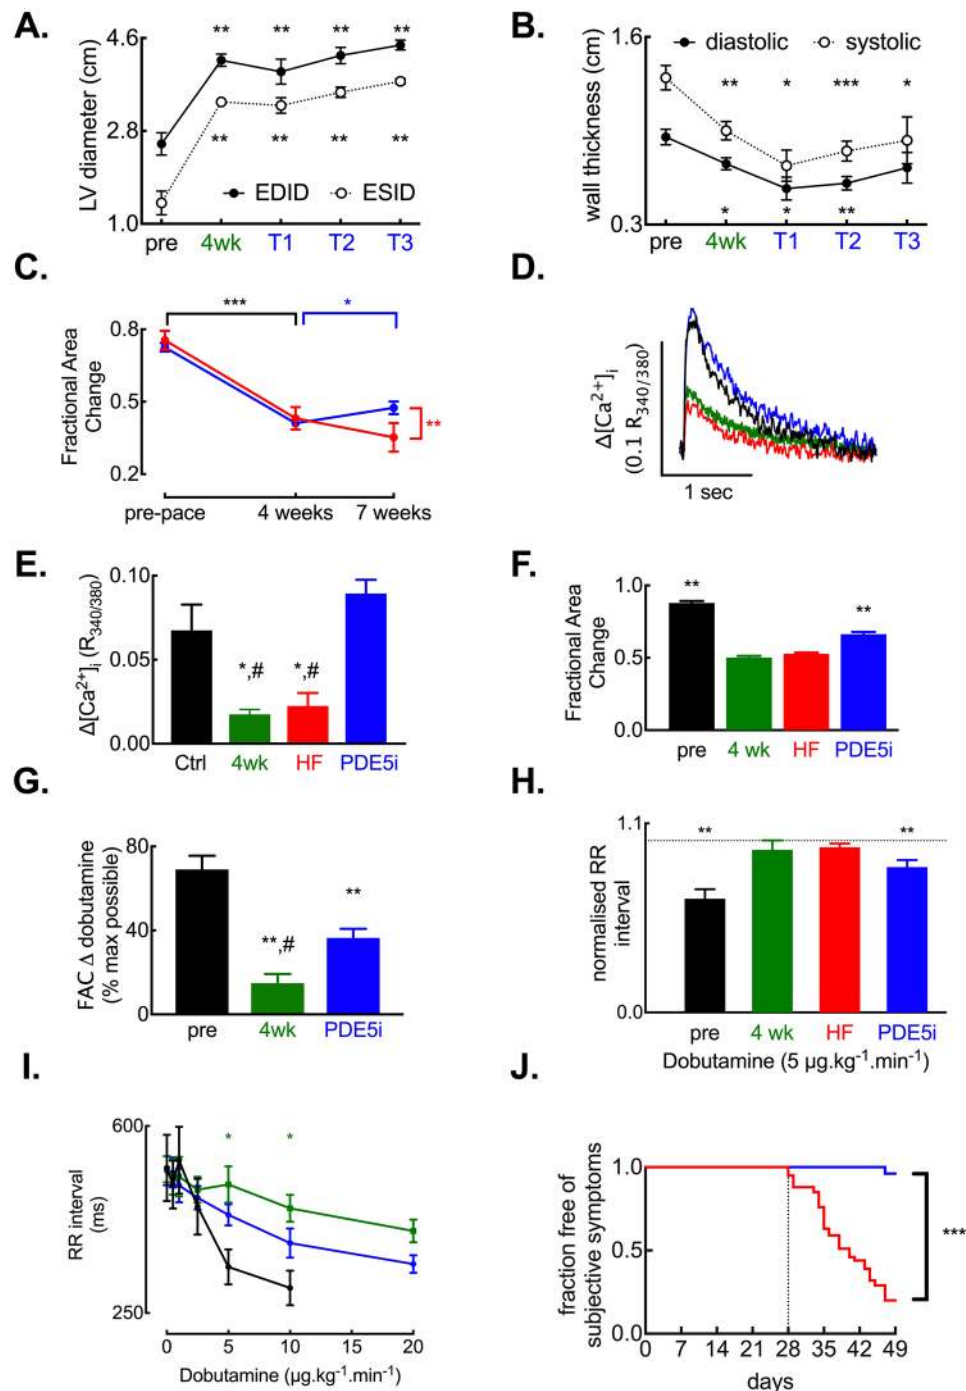 A.
LV diameter (cm)
4.6
2.8
1.0
** ** ** **
** ** ** **
EDID ESID
pre 4wk T1 T2 T3
B.
wall thickness (cm)
1.6
0.3
diastolic systolic
** * *** *
* * **
pre 4wk T1 T2 T3
C.
Fractional Area
Change
0.8
0.5
0.2
*** *
**
pre-pace 4 weeks 7 weeks
D.
Δ[Ca²⁺]i
(0.1 R340/380)
1 sec
E.
Δ[Ca²⁺]i (R340/380)
0.10
0.05
0.00
*,# *,#
Ctrl 4wk HF PDE5i
F.
Fractional Area
Change
1.0
0.5
0.0
** **
pre 4 wk HF PDE5i
G.
FAC Δ dobutamine
(% max possible)
80
40
0
**,# **
pre 4wk PDE5i
H.
normalised RR
interval
1.1
0.0
** **
pre 4 wk HF PDE5i
Dobutamine (5 µg.kg⁻¹.min⁻¹)
I.
RR interval
(ms)
600
250
* *
0 5 10 15 20
Dobutamine (µg.kg⁻¹.min⁻¹)
J.
fraction free of
subjective symptoms
1.0
0.5
1.0
0.0
***
0 7 14 21 28 35 42 49
days